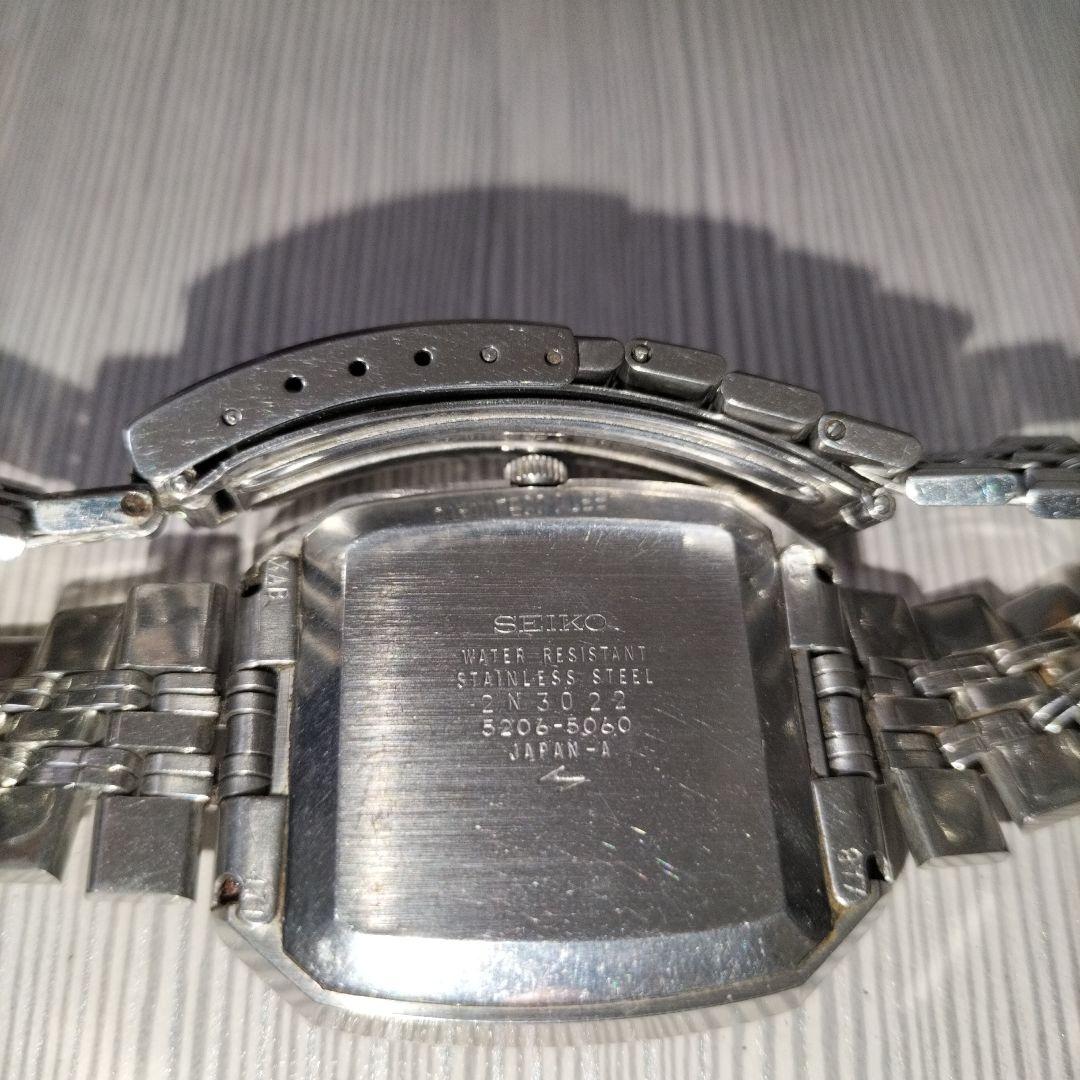 SEIKO
WATER RESISTANT
STAINLESS STEEL
2N3022
5206-5060
JAPAN-A